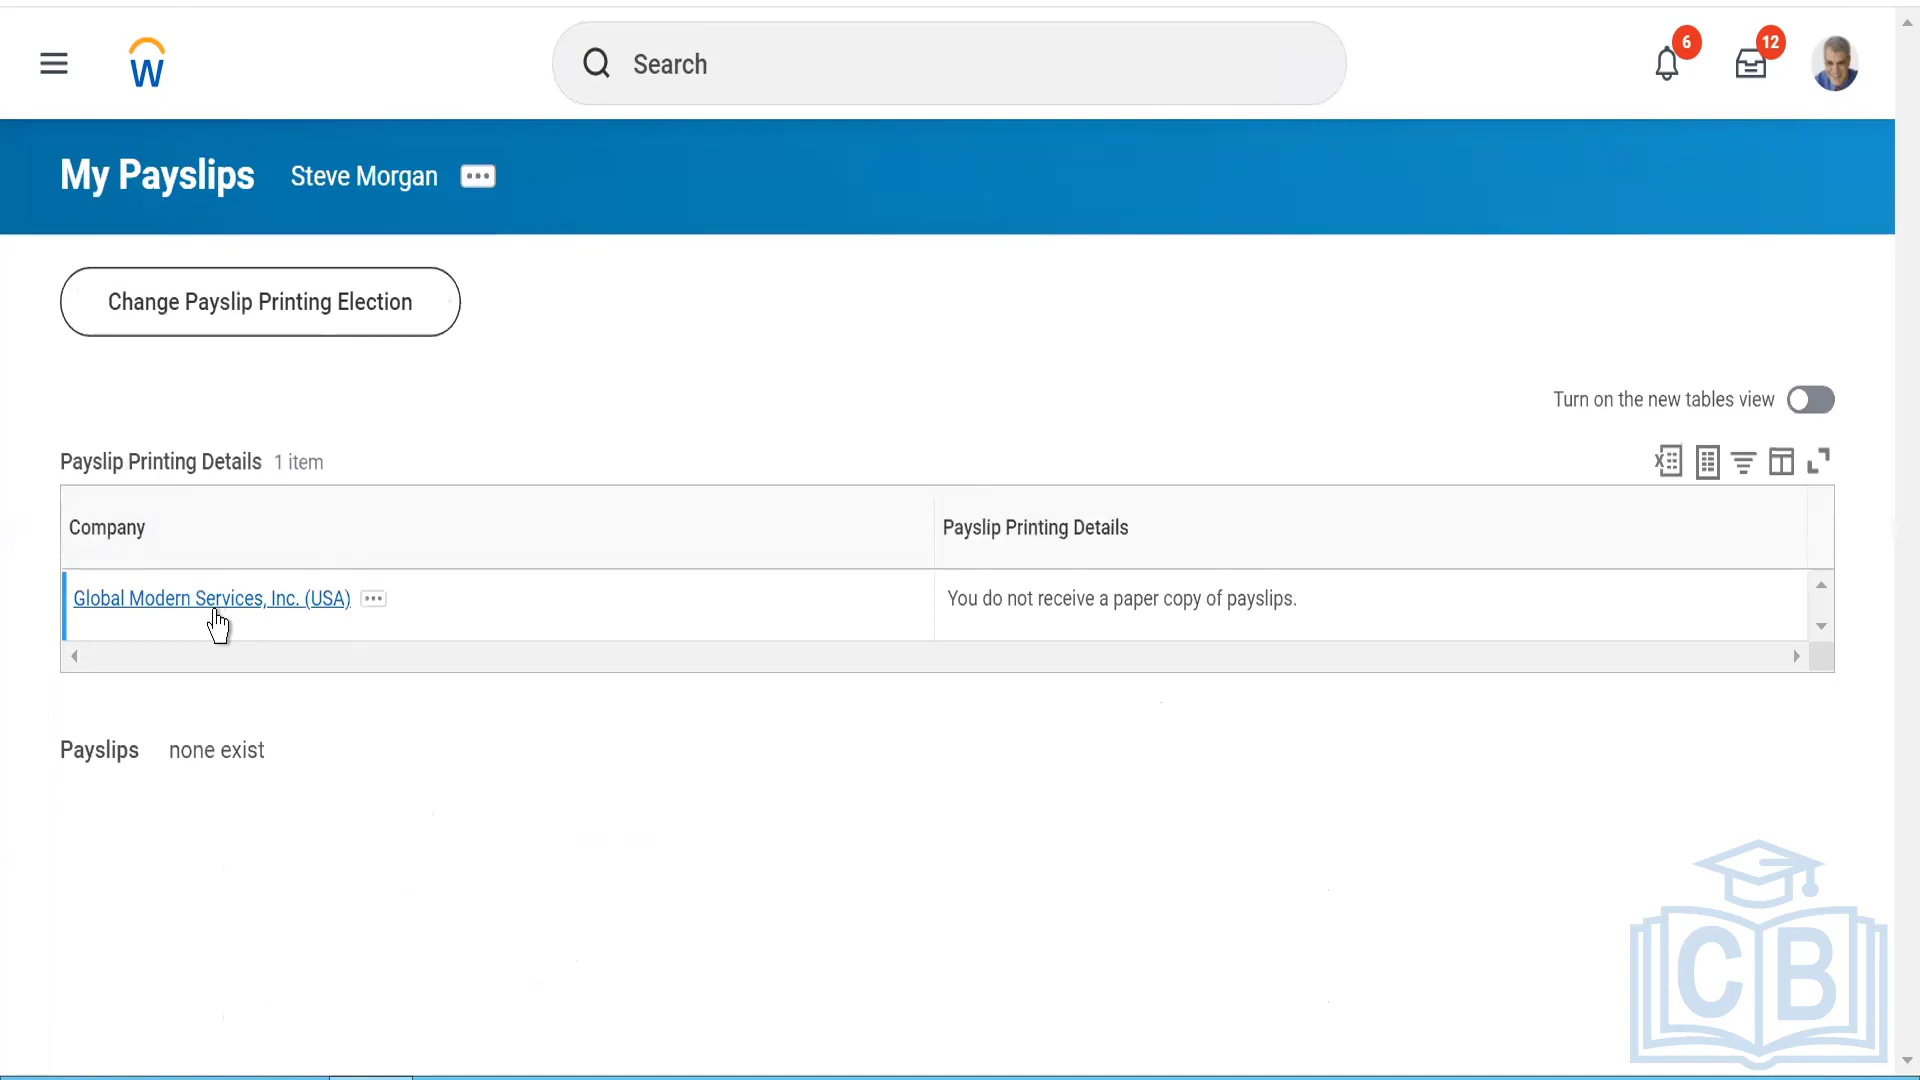 W
Search
6
12
My Payslips Steve Morgan
Change Payslip Printing Election
Turn on the new tables view
Payslip Printing Details 1 item
Company Payslip Printing Details
Global Modern Services, Inc. (USA) You do not receive a paper copy of payslips.
Payslips none exist
CB